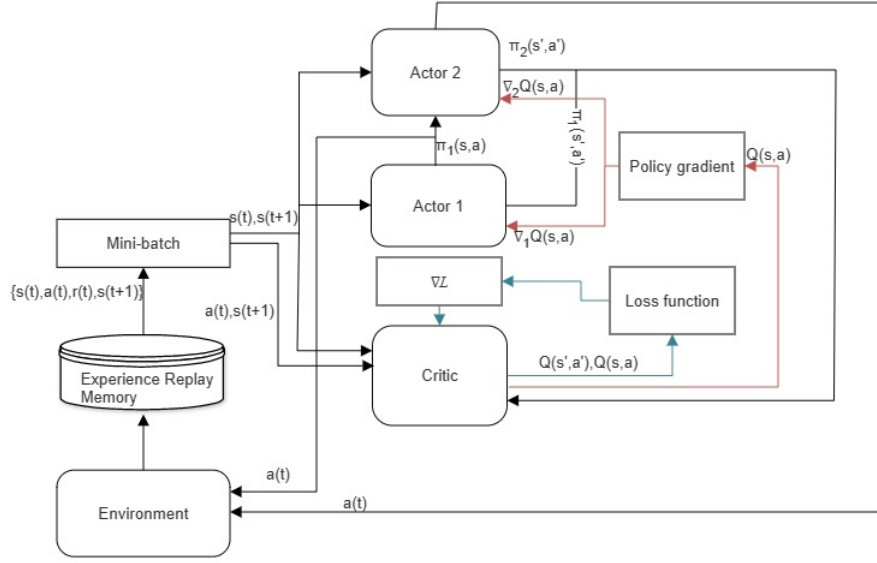 π₂(s',a')
Actor 2
∇₂Q(s,a)
π₁(s',a')
π₁(s,a)
Policy gradient
Q(s,a)
Actor 1
s(t),s(t+1)
∇₁Q(s,a)
Mini-batch
∇L
{s(t),a(t),r(t),s(t+1)}
a(t),s(t+1)
Loss function
Q(s',a'),Q(s,a)
Critic
Experience Replay
Memory
a(t)
a(t)
Environment